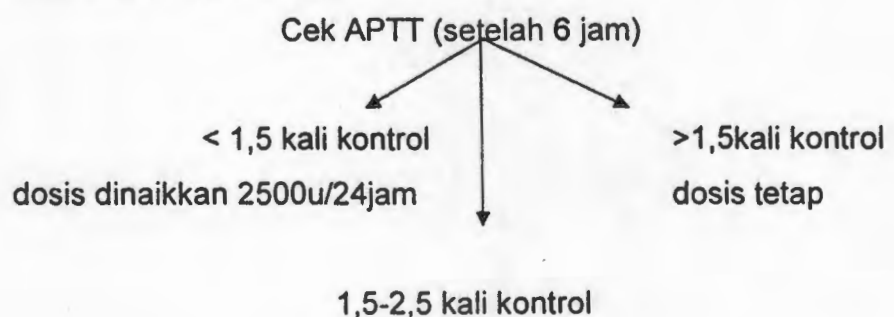 Cek APTT (setelah 6 jam)
< 1,5 kali kontrol
dosis dinaikkan 2500u/24jam
>1,5kali kontrol
dosis tetap
1,5-2,5 kali kontrol